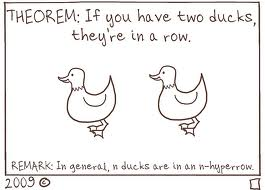 THEOREM: If you have two ducks,
they're in a row.
REMARK: In general, n ducks are in an n-hyperrow.
2009 ©